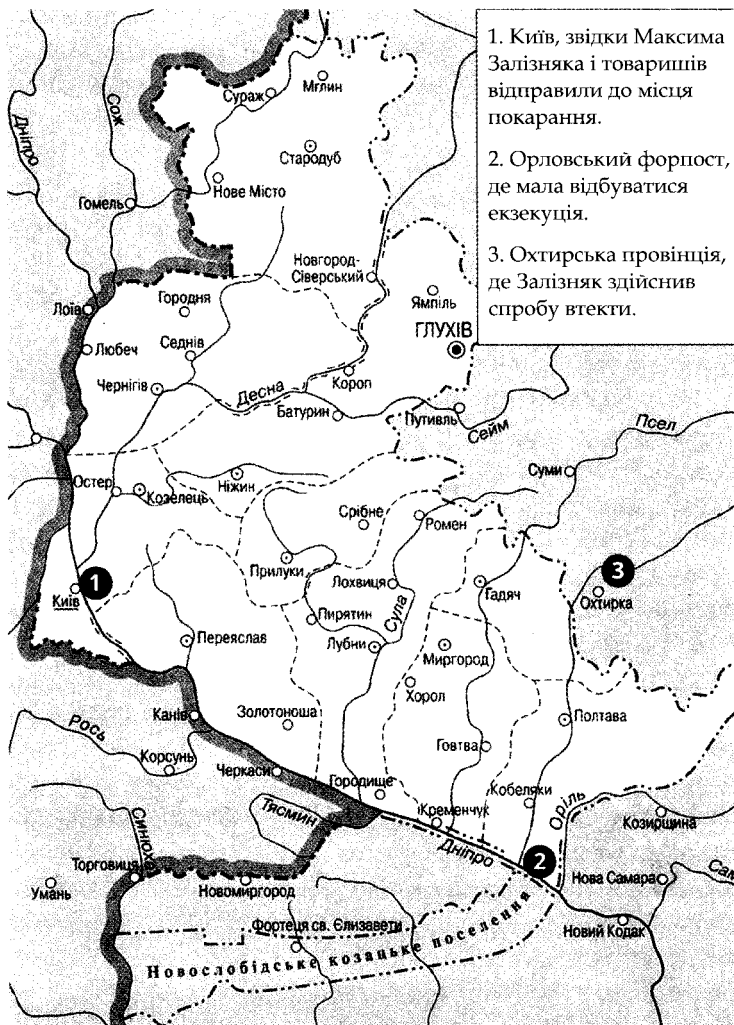 1. Київ, звідки Максима
Залізняка і товаришів
відправили до місця
покарання.
2. Орловський форпост,
де мала відбуватися
екзекуція.
3. Охтирська провінція,
де Залізняк здійснив
спробу втекти.
Дніпро
Сож
Сураж
Мглин
Стародуб
Нове Місто
Гомель
Новгород-
Сіверський
Ямпіль
ГЛУХІВ
Лоїв
Городня
Любеч
Седнів
Чернігів
Десна
Короп
Батурин
Путивль
Сейм
Псел
Суми
Остер
Козелець
Ніжин
Срібне
Ромен
Прилуки
Лохвиця
Гадяч
3
Охтирка
1
Київ
Пирятин
Сула
Переяслав
Лубни
Миргород
Хорол
Канів
Золотоноша
Полтава
Рось
Корсунь
Говтва
Черкаси
Городище
Кобеляки
Оріль
Тясмин
Кременчук
Козирщина
Синюха
Дніпро
2
Торговиця
Умань
Новомиргород
Нова Самара
Сам
Фортеця св. Єлизавети
Новий Кодак
Новослобідське козацьке поселення